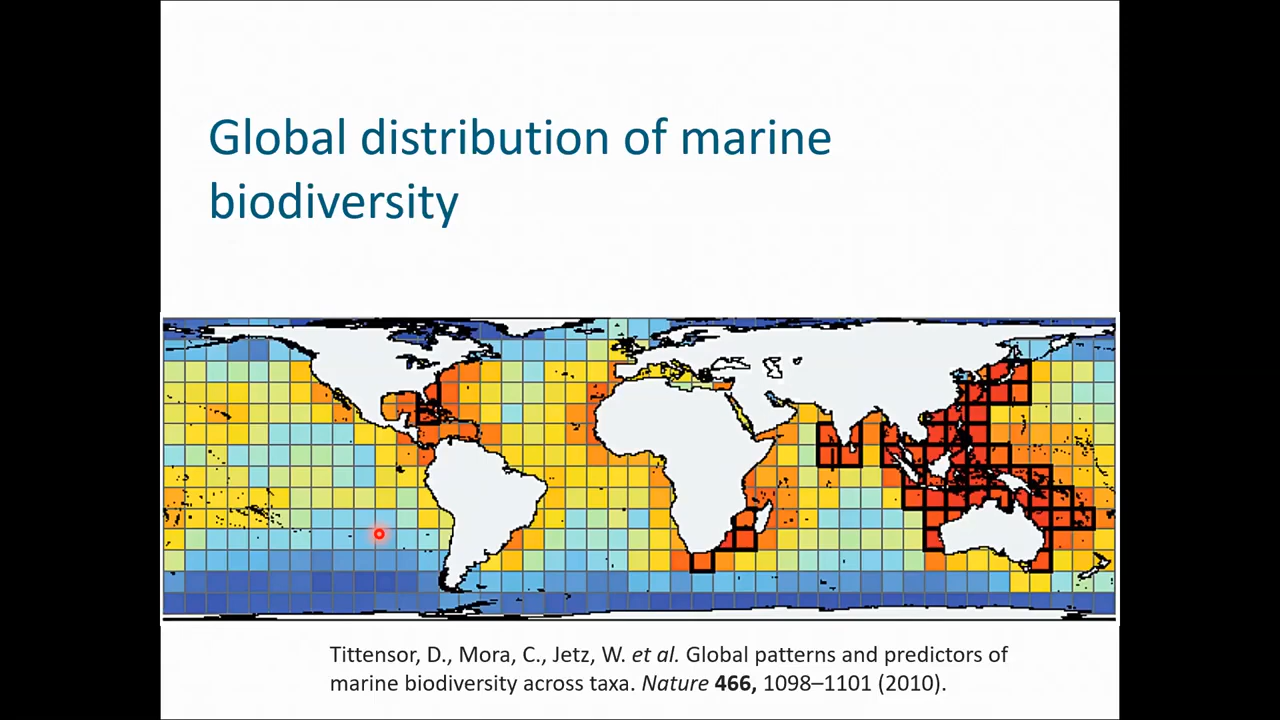 Global distribution of marine
biodiversity
Tittensor, D., Mora, C., Jetz, W. et al. Global patterns and predictors of
marine biodiversity across taxa. Nature 466, 1098–1101 (2010).